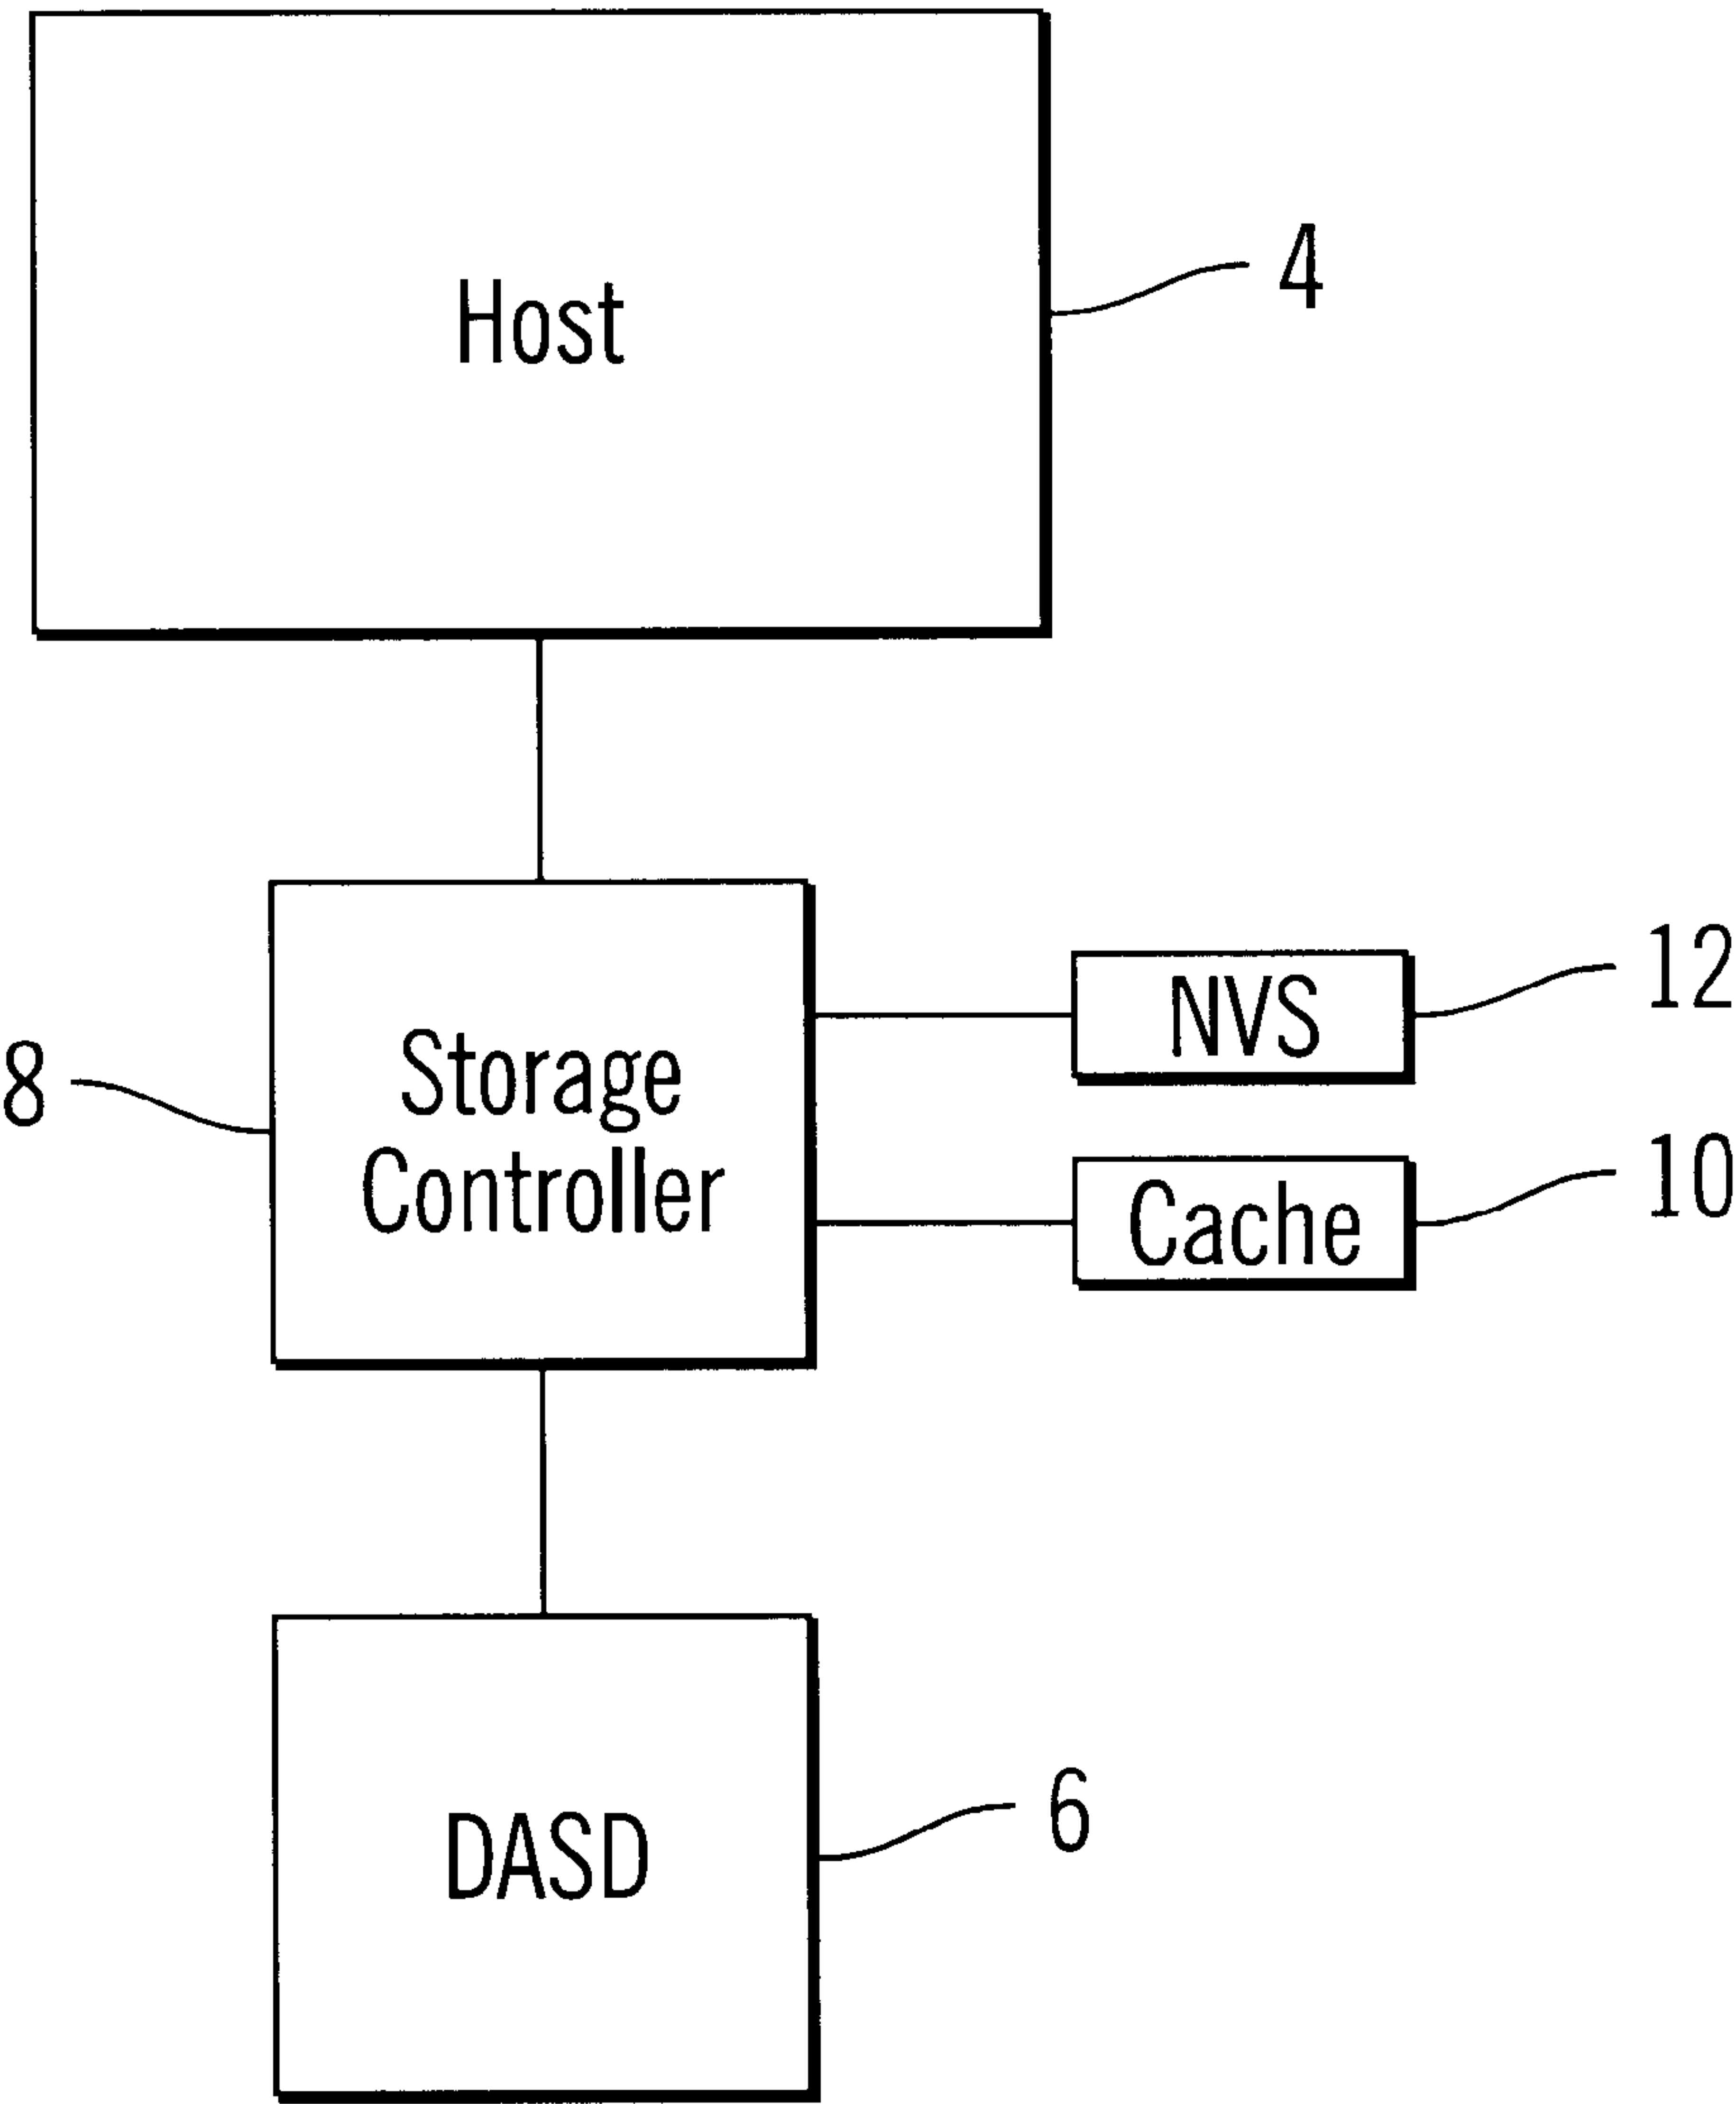 Host
4
Storage
Controller
8
NVS
12
Cache
10
DASD
6